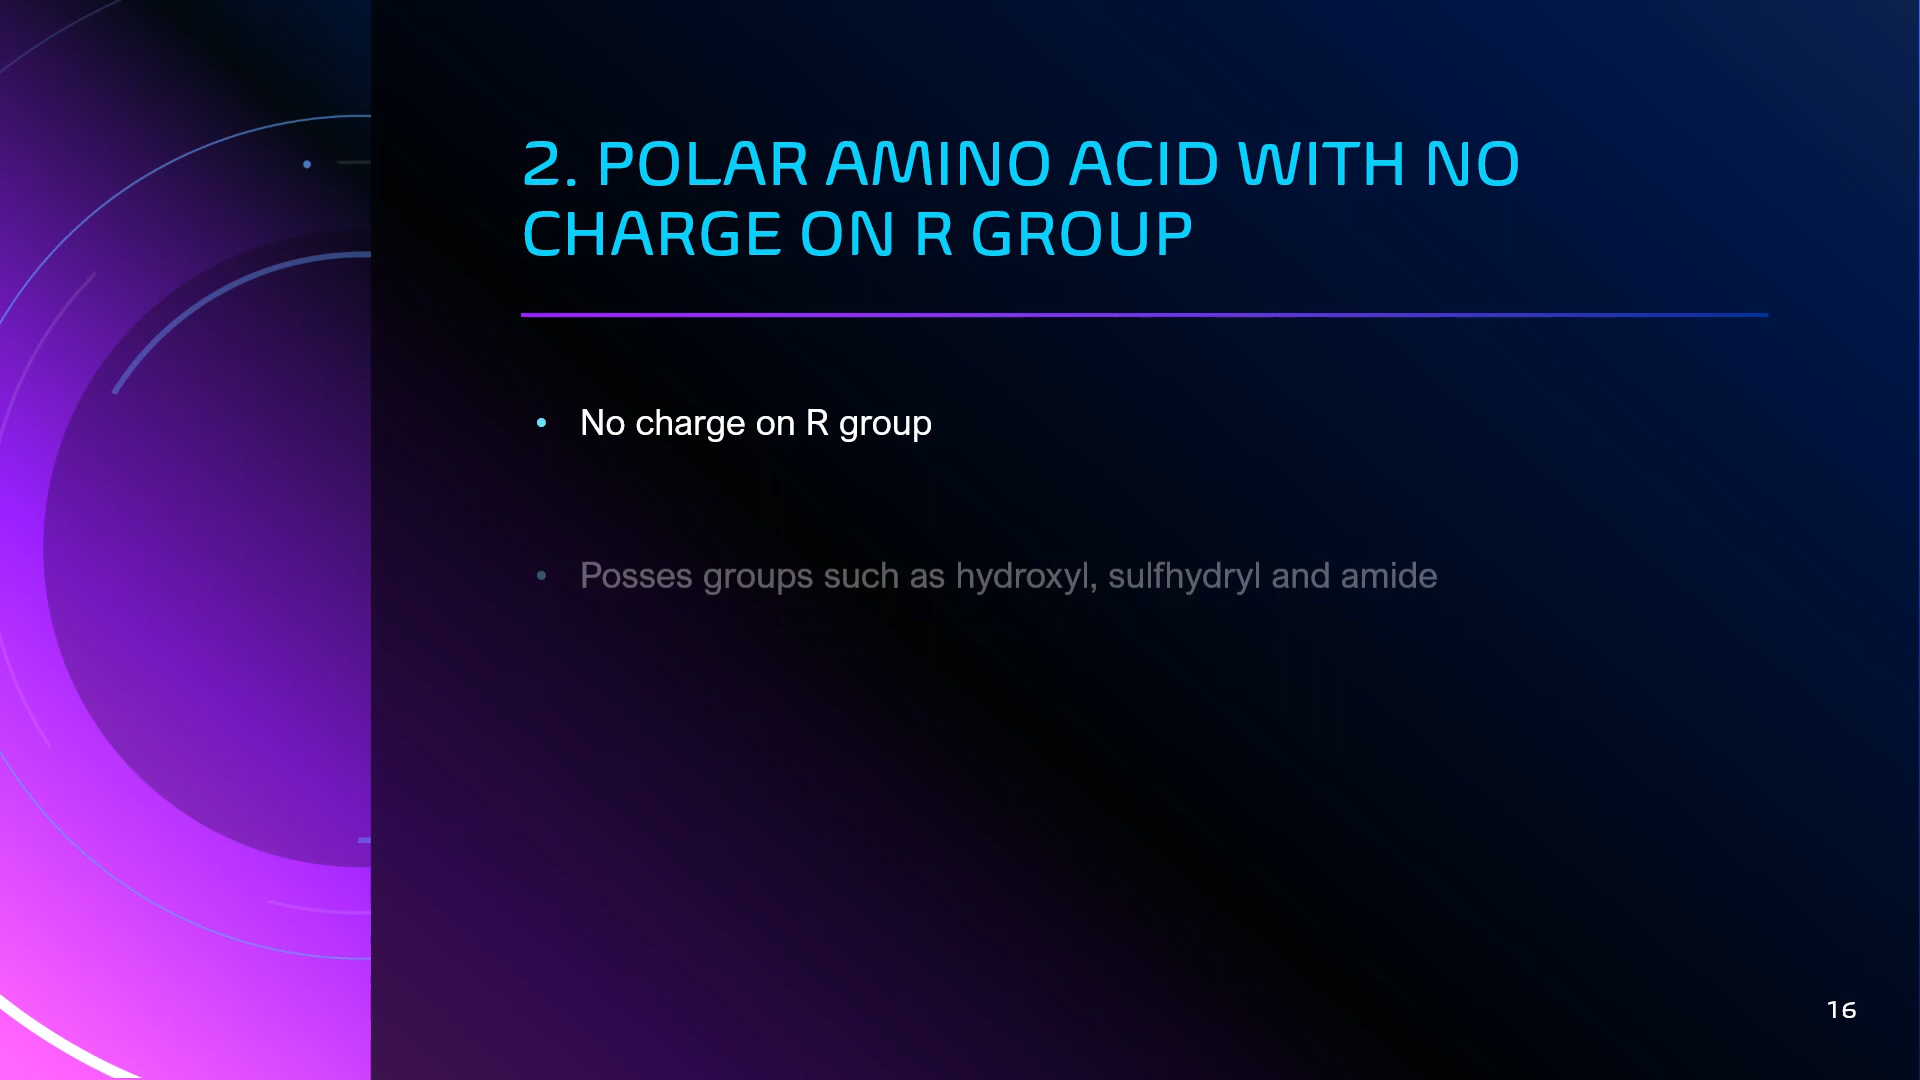 2. POLAR AMINO ACID WITH NO
CHARGE ON R GROUP
• No charge on R group
• Posses groups such as hydroxyl, sulfhydryl and amide
16